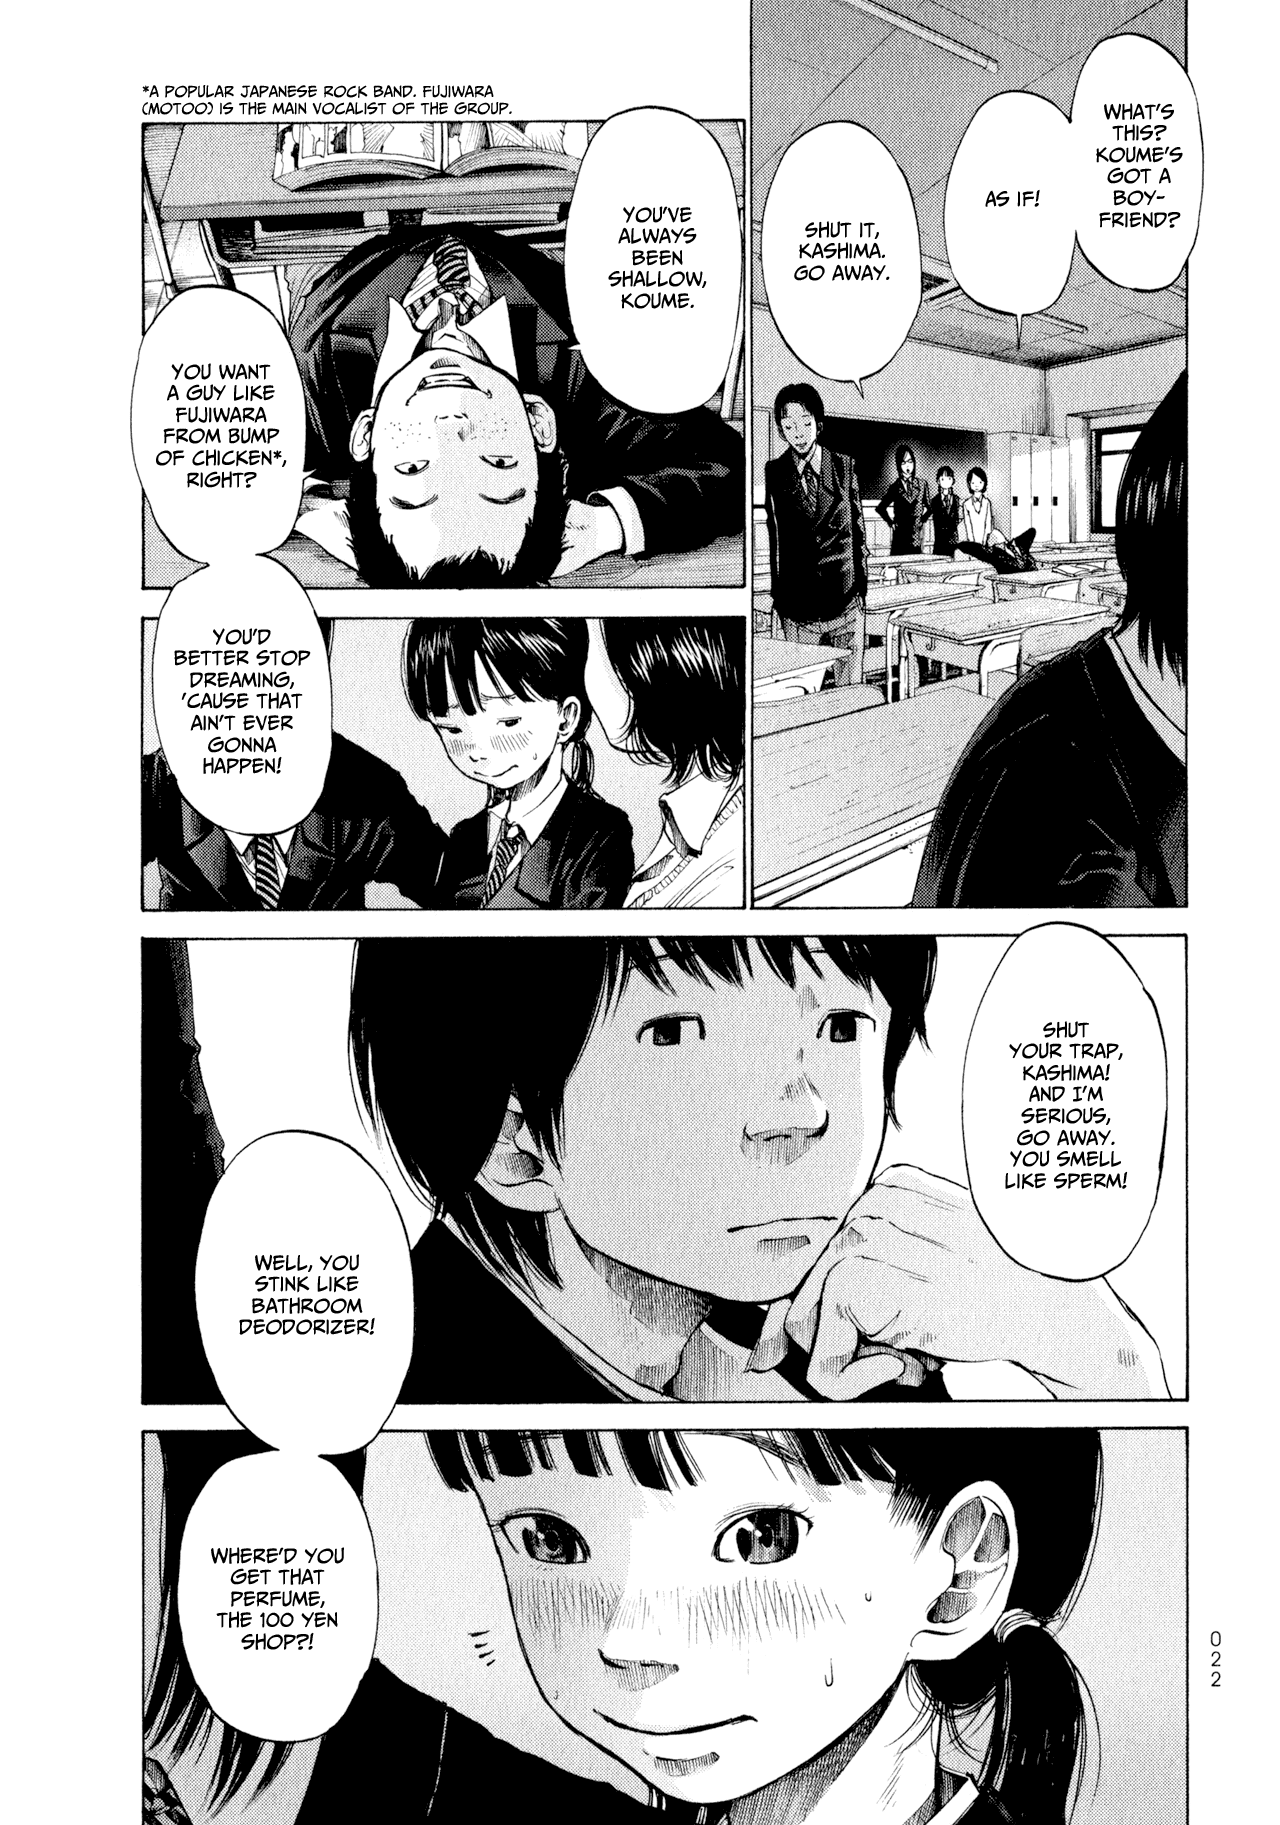 *A POPULAR JAPANESE ROCK BAND. FUJIWARA
(MOTOO) IS THE MAIN VOCALIST OF THE GROUP.
WHAT'S
THIS?
KOUME'S
GOT A
BOY-
FRIEND?
AS IF!
SHUT IT,
KASHIMA.
GO AWAY.
YOU'VE
ALWAYS
BEEN
SHALLOW,
KOUME.
YOU WANT
A GUY LIKE
FUJIWARA
FROM BUMP
OF CHICKEN*,
RIGHT?
YOU'D
BETTER STOP
DREAMING,
'CAUSE THAT
AIN'T EVER
GONNA
HAPPEN!
SHUT
YOUR TRAP,
KASHIMA!
AND I'M
SERIOUS,
GO AWAY.
YOU SMELL
LIKE SPERM!
WELL, YOU
STINK LIKE
BATHROOM
DEODORIZER!
WHERE'D YOU
GET THAT
PERFUME,
THE 100 YEN
SHOP?!
022